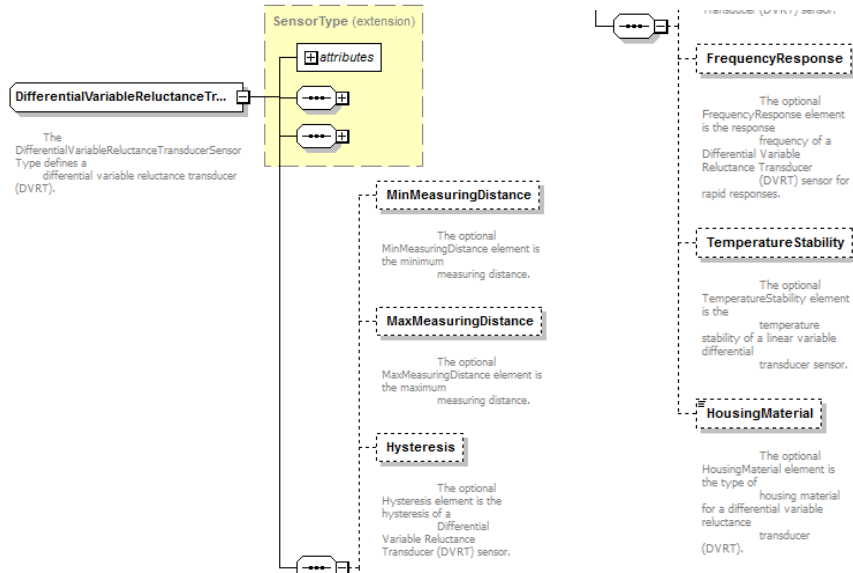 SensorType (extension)
attributes
DifferentialVariableReluctanceTr...
The
DifferentialVariableReluctanceTransducerSensor
Type defines a
differential variable reluctance transducer
(DVRT).
MinMeasuringDistance
The optional
MinMeasuringDistance element is
the minimum
measuring distance.
MaxMeasuringDistance
The optional
MaxMeasuringDistance element is
the maximum
measuring distance.
Hysteresis
The optional
Hysteresis element is the
hysteresis of a
Differential
Variable Reluctance
Transducer (DVRT) sensor.
Transducer (DVRT) sensor.
FrequencyResponse
The optional
FrequencyResponse element
is the response
frequency of a
Differential Variable
Reluctance Transducer
(DVRT) sensor for
rapid responses.
TemperatureStability
The optional
TemperatureStability element
is the
temperature
stability of a linear variable
differential
transducer sensor.
HousingMaterial
The optional
HousingMaterial element is
the type of
housing material
for a differential variable
reluctance
transducer
(DVRT).